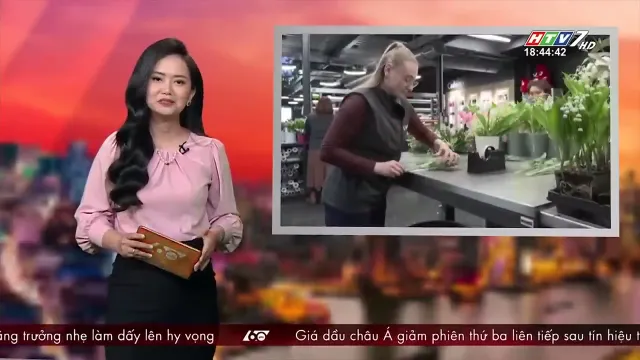 HTV7 HD
18:44:42
ăng trưởng nhẹ làm dấy lên hy vọng
Giá dầu châu Á giảm phiên thứ ba liên tiếp sau tín hiệu t